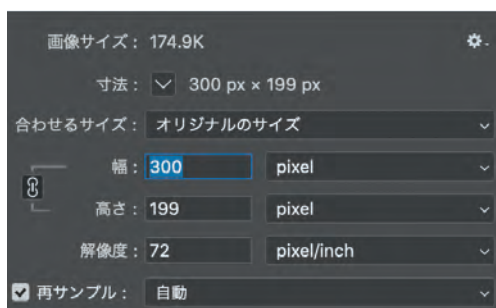 画像サイズ： 174.9K
寸法： 300 px × 199 px
合わせるサイズ： オリジナルのサイズ
幅： 300 pixel
高さ： 199 pixel
解像度： 72 pixel/inch
再サンプル： 自動